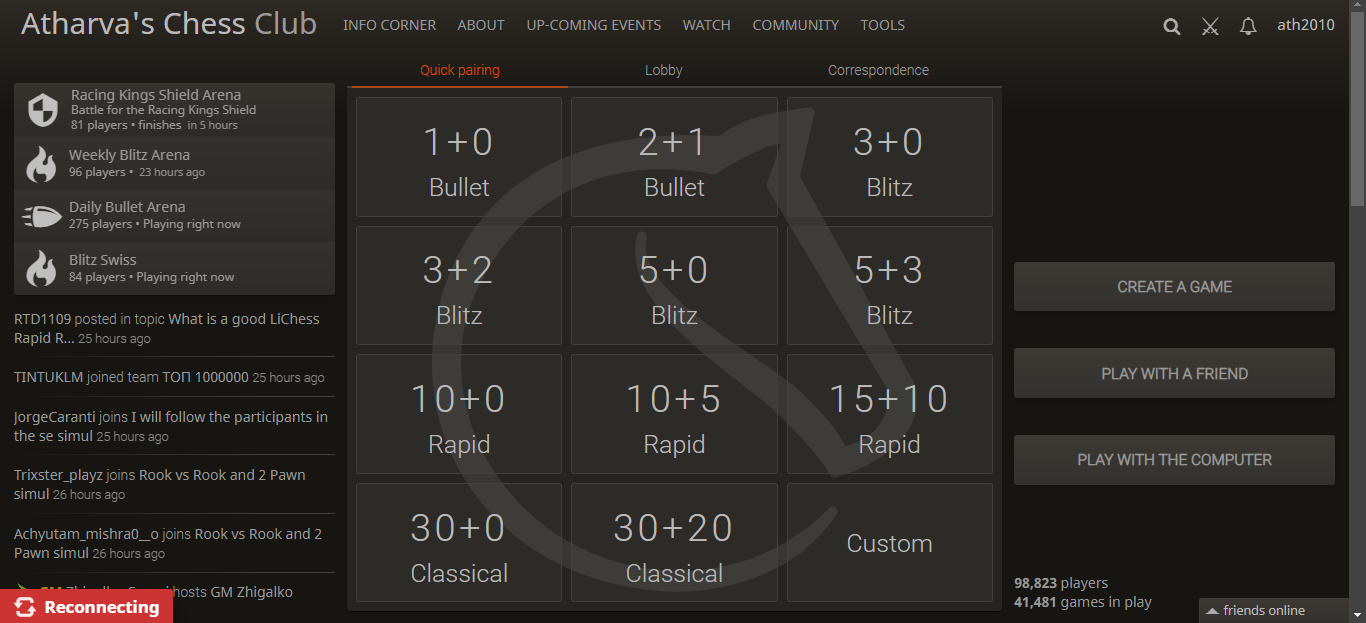 Atharva's Chess Club
INFO CORNER ABOUT UP-COMING EVENTS WATCH COMMUNITY TOOLS
ath2010
Quick pairing Lobby Correspondence
Racing Kings Shield Arena
Battle for the Racing Kings Shield
81 players • finishes in 5 hours
Weekly Blitz Arena
96 players • 23 hours ago
Daily Bullet Arena
275 players • Playing right now
Blitz Swiss
84 players • Playing right now
RTD1109 posted in topic What is a good LiChess
Rapid R... 25 hours ago
TINTUKLM joined team ТОП 1000000 25 hours ago
JorgeCaranti joins I will follow the participants in
the se simul 25 hours ago
Trixster_playz joins Rook vs Rook and 2 Pawn
simul 26 hours ago
Achyutam_mishra0__o joins Rook vs Rook and 2
Pawn simul 26 hours ago
hosts GM Zhigalko
Reconnecting
1+0
Bullet
2+1
Bullet
3+0
Blitz
3+2
Blitz
5+0
Blitz
5+3
Blitz
10+0
Rapid
10+5
Rapid
15+10
Rapid
30+0
Classical
30+20
Classical
Custom
CREATE A GAME
PLAY WITH A FRIEND
PLAY WITH THE COMPUTER
98,823 players
41,481 games in play
friends online